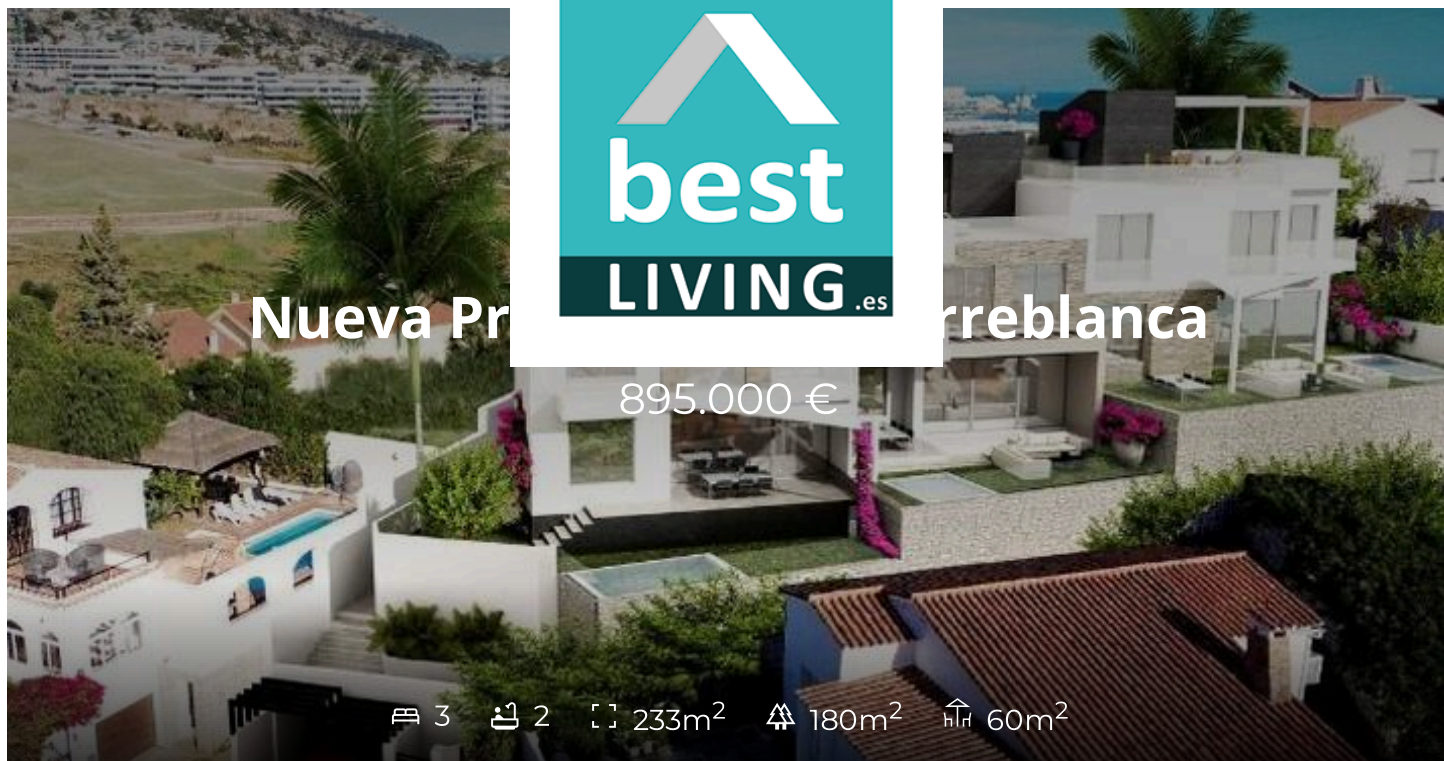 best
LIVING.es
Nueva Pr rreblanca
895.000 €
3 2 233m² 180m² 60m²